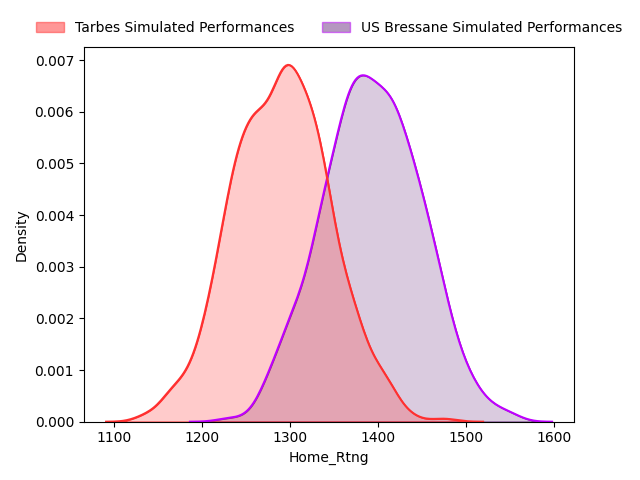 Tarbes Simulated Performances US Bressane Simulated Performances
0.007
0.006
0.005
0.004
0.003
0.002
0.001
0.000
Density
1100 1200 1300 1400 1500 1600
Home_Rtng